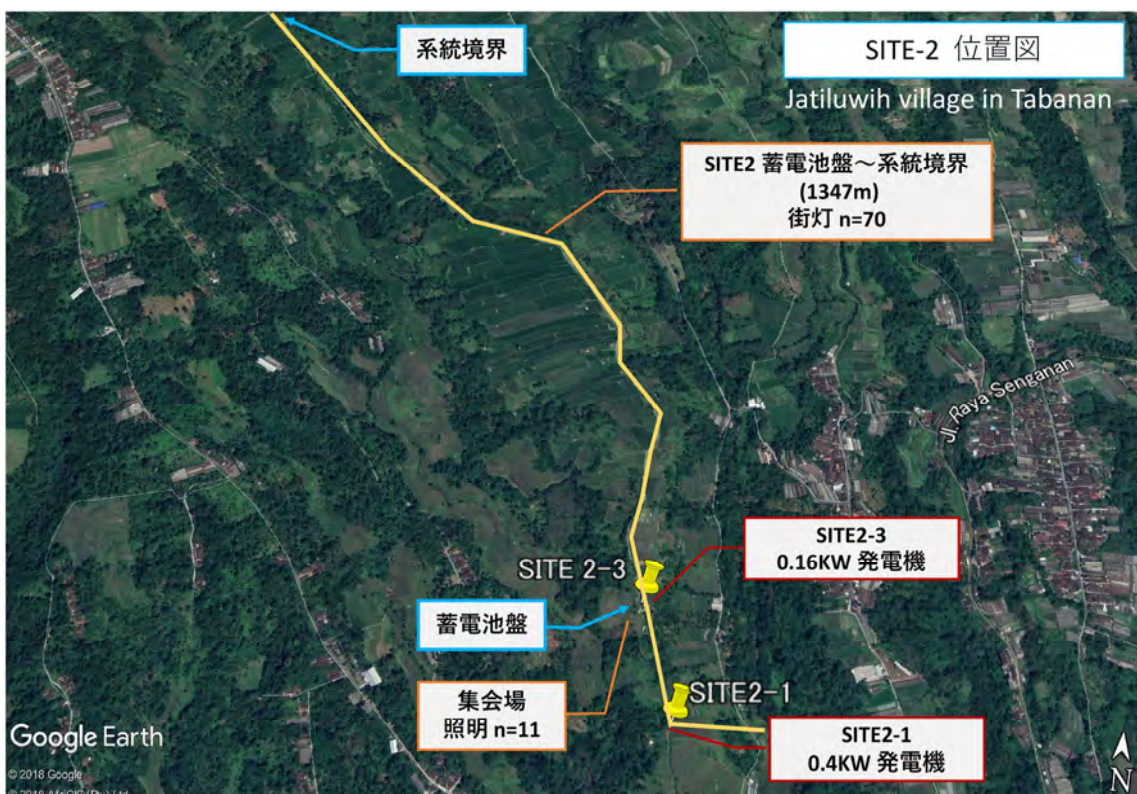 系統境界
SITE-2 位置図
Jatiluwih village in Tabanan
SITE2 蓄電池盤～系統境界
(1347m)
街灯 n=70
Jl. Raya Senganan
SITE 2-3
SITE2-3
0.16KW 発電機
蓄電池盤
集会場
照明 n=11
SITE2-1
SITE2-1
0.4KW 発電機
Google Earth
© 2018 Google
N